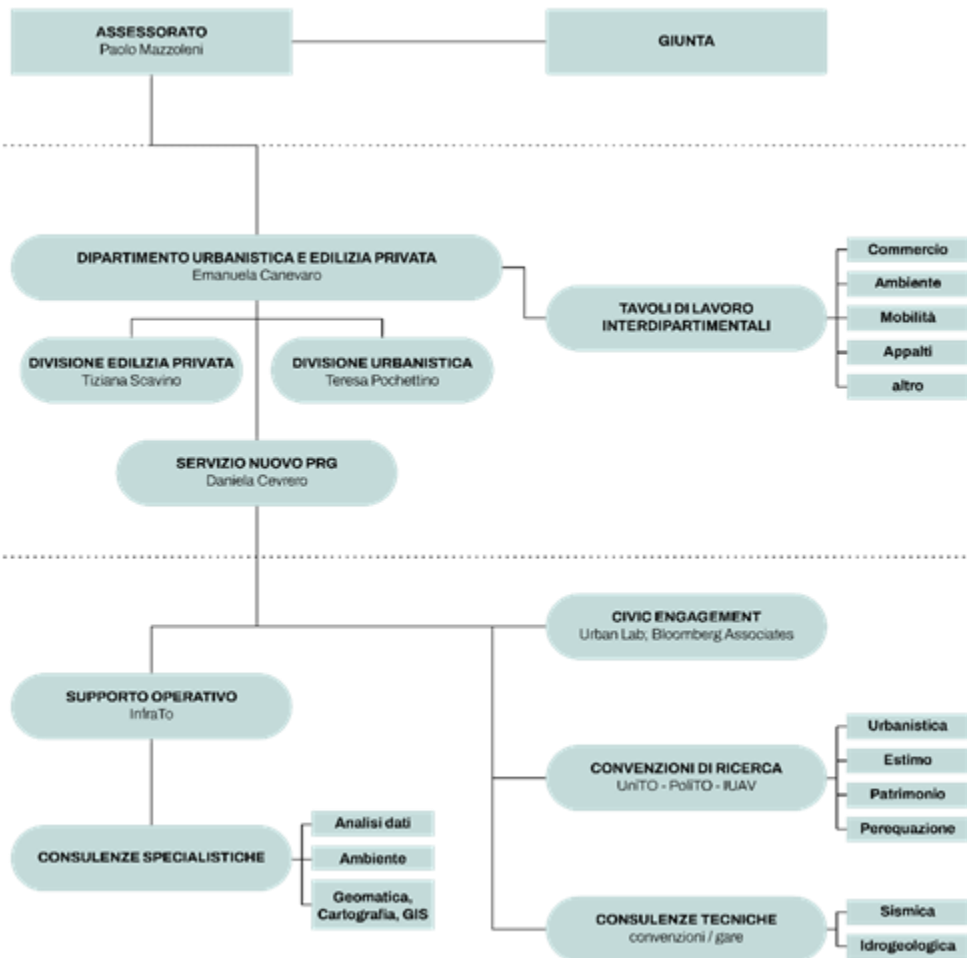 ASSESSORATO
Paolo Mazzoleni
GIUNTA
DIPARTIMENTO URBANISTICA E EDILIZIA PRIVATA
Emanuela Canevaro
TAVOLI DI LAVORO
INTERDIPARTIMENTALI
Commercio
Ambiente
Mobilità
Appalti
altro
DIVISIONE EDILIZIA PRIVATA
Tiziana Scavino
DIVISIONE URBANISTICA
Teresa Pochettino
SERVIZIO NUOVO PRG
Daniela Cevrero
CIVIC ENGAGEMENT
Urban Lab; Bloomberg Associates
SUPPORTO OPERATIVO
InfraTo
CONVENZIONI DI RICERCA
UniTO - PoliTO - IUAV
Urbanistica
Estimo
Patrimonio
Perequazione
CONSULENZE SPECIALISTICHE
Analisi dati
Ambiente
Geomatica,
Cartografia, GIS
CONSULENZE TECNICHE
convenzioni / gare
Sismica
Idrogeologica